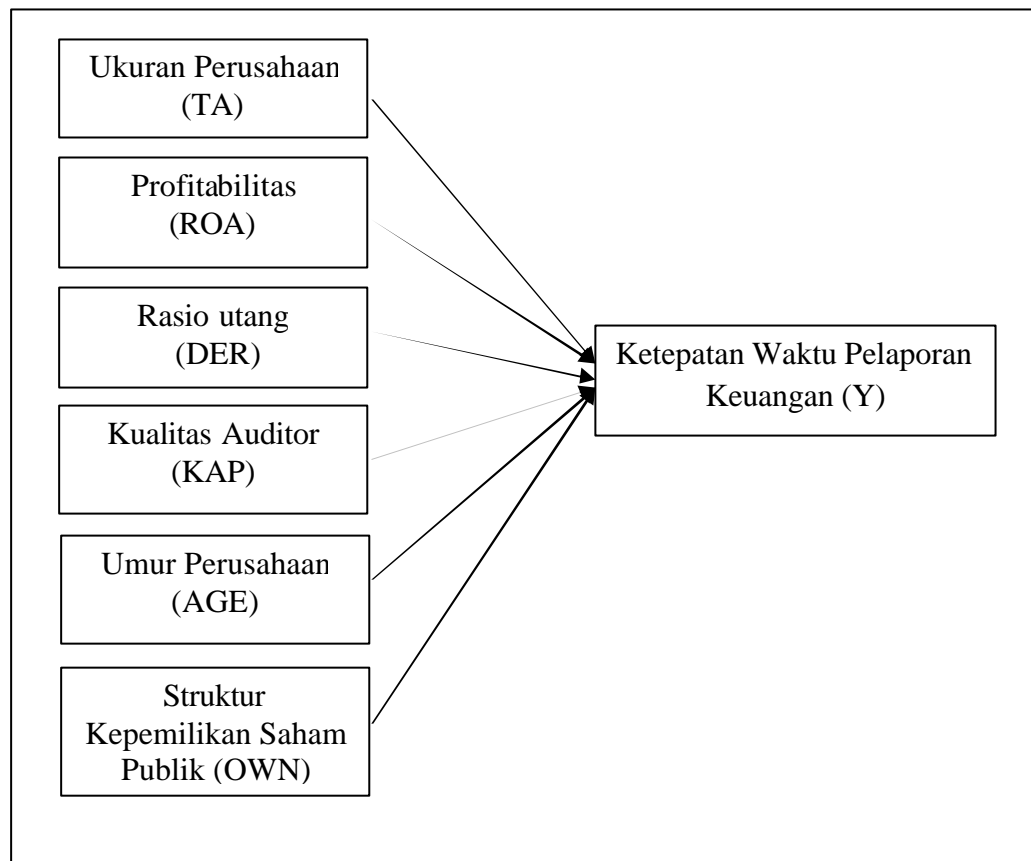 Ukuran Perusahaan
(TA)
Profitabilitas
(ROA)
Rasio utang
(DER)
Kualitas Auditor
(KAP)
Umur Perusahaan
(AGE)
Struktur
Kepemilikan Saham
Publik (OWN)
Ketepatan Waktu Pelaporan
Keuangan (Y)